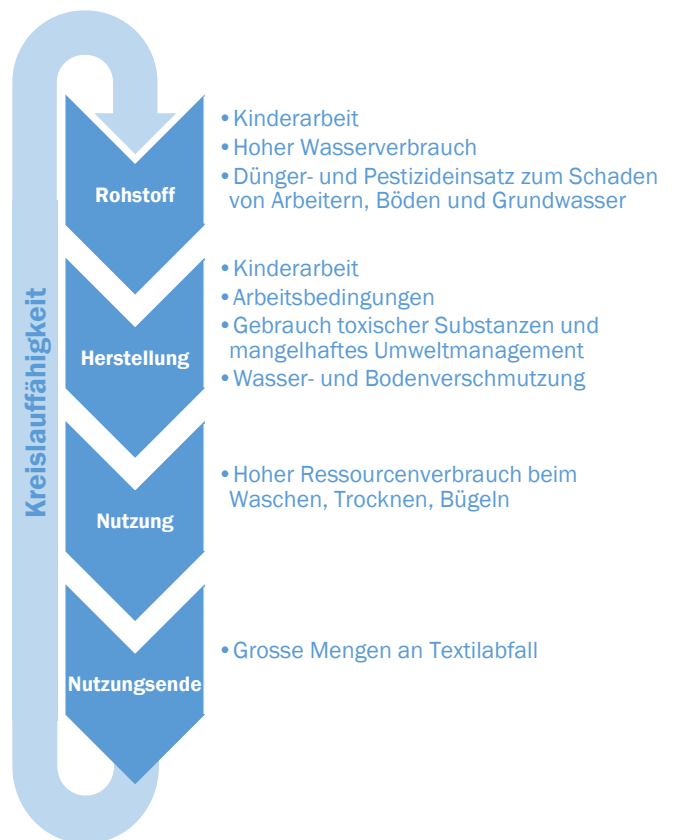 Kreislauffähigkeit
Rohstoff
•Kinderarbeit
•Hoher Wasserverbrauch
•Dünger- und Pestizideinsatz zum Schaden
von Arbeitern, Böden und Grundwasser
Herstellung
•Kinderarbeit
•Arbeitsbedingungen
•Gebrauch toxischer Substanzen und
mangelhaftes Umweltmanagement
•Wasser- und Bodenverschmutzung
Nutzung
•Hoher Ressourcenverbrauch beim
Waschen, Trocknen, Bügeln
Nutzungsende
•Grosse Mengen an Textilabfall